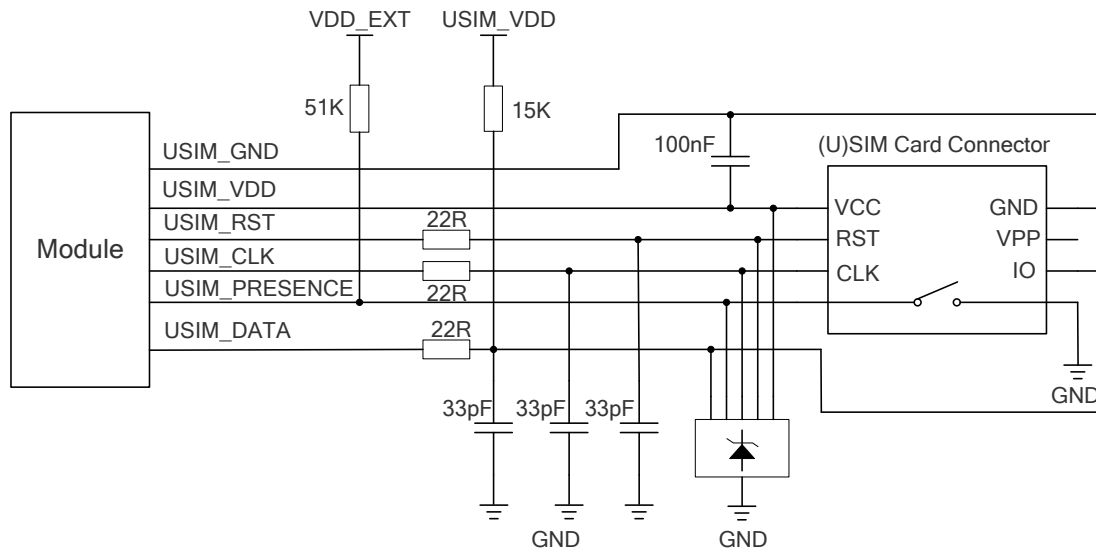 VDD_EXT USIM_VDD
51K 15K
100nF (U)SIM Card Connector
USIM_GND
USIM_VDD VCC GND
USIM_RST 22R RST VPP
Module
USIM_CLK CLK IO
USIM_PRESENCE 22R
USIM_DATA 22R
GND
33pF 33pF 33pF
GND GND